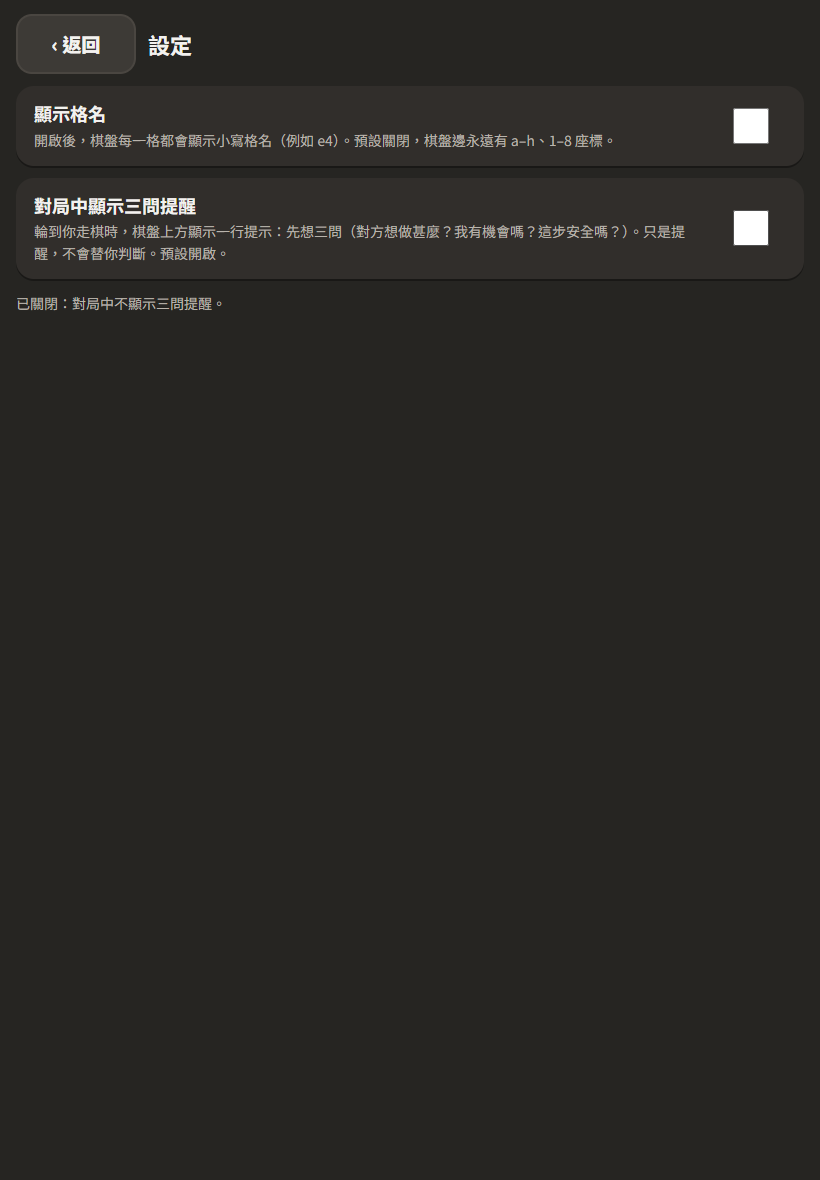 ‹ 返回
設定
顯示格名
開啟後，棋盤每一格都會顯示小寫格名（例如 e4）。預設關閉，棋盤邊永遠有 a–h、1–8 座標。
對局中顯示三問提醒
輪到你走棋時，棋盤上方顯示一行提示：先想三問（對方想做甚麼？我有機會嗎？這步安全嗎？）。只是提
醒，不會替你判斷。預設開啟。
已關閉：對局中不顯示三問提醒。